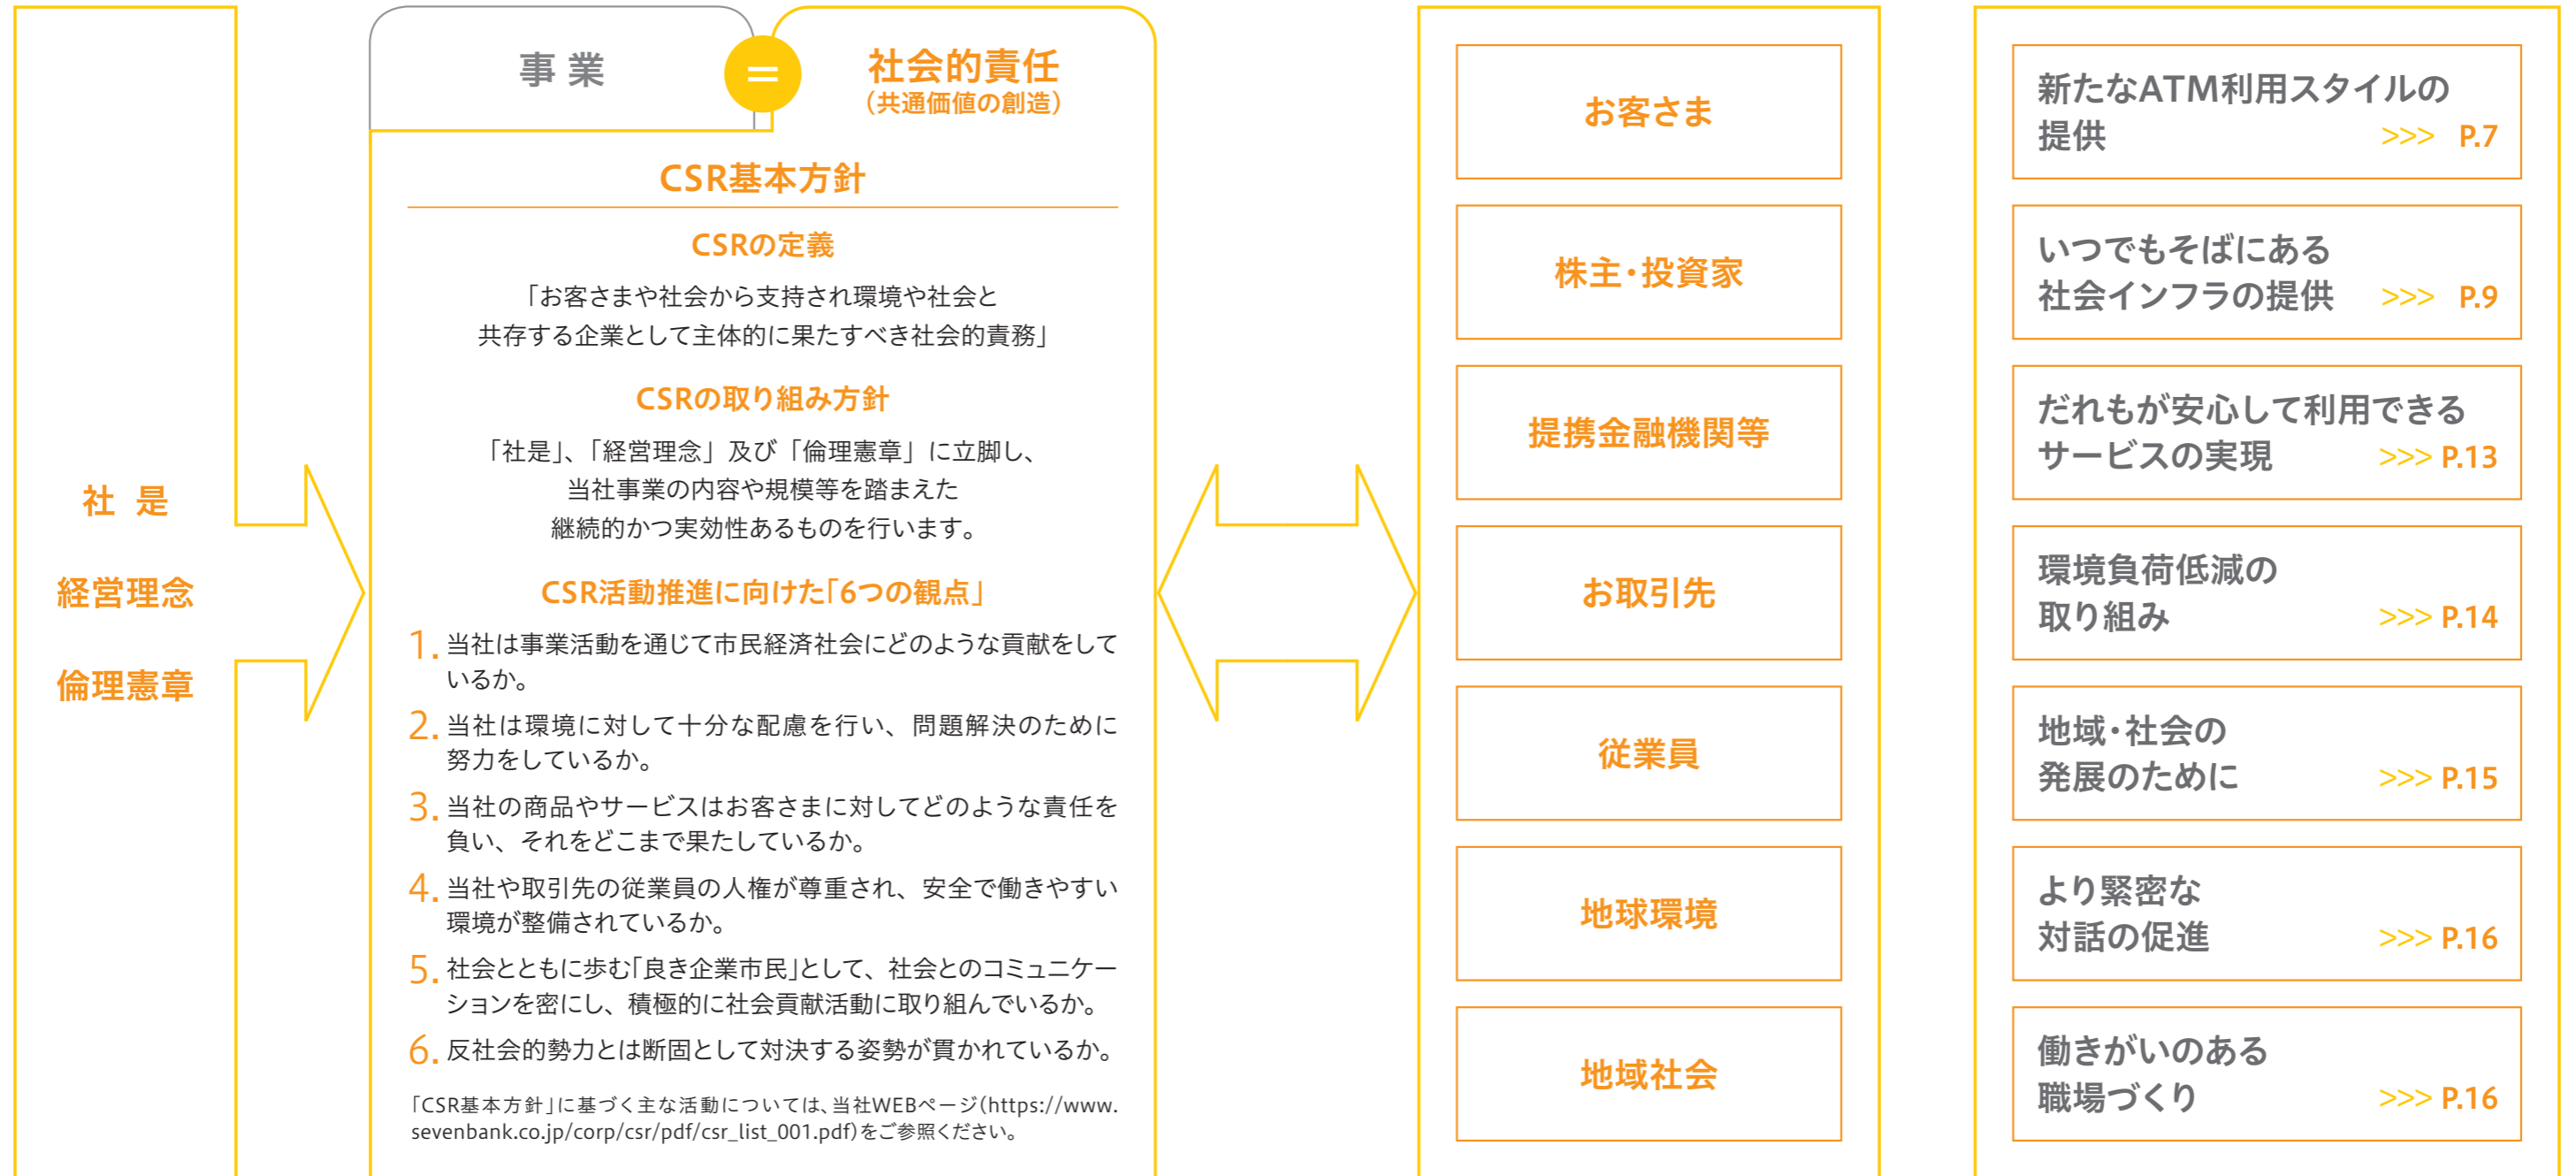 社是
経営理念
倫理憲章
事業
=
社会的責任
（共通価値の創造）
CSR基本方針
CSRの定義
「お客さまや社会から支持され環境や社会と
共存する企業として主体的に果たすべき社会的責務」
CSRの取り組み方針
「社是」、「経営理念」及び「倫理憲章」に立脚し、
当社事業の内容や規模等を踏まえた
継続的かつ実効性あるものを行います。
CSR活動推進に向けた「6つの観点」
1. 当社は事業活動を通じて市民経済社会にどのような貢献をして
いるか。
2. 当社は環境に対して十分な配慮を行い、問題解決のために
努力をしているか。
3. 当社の商品やサービスはお客さまに対してどのような責任を
負い、それをどこまで果たしているか。
4. 当社や取引先の従業員の人権が尊重され、安全で働きやすい
環境が整備されているか。
5. 社会とともに歩む「良き企業市民」として、社会とのコミュニケー
ションを密にし、積極的に社会貢献活動に取り組んでいるか。
6. 反社会的勢力とは断固として対決する姿勢が貫かれているか。
「CSR基本方針」に基づく主な活動については、当社WEBページ（https://www.
sevenbank.co.jp/corp/csr/pdf/csr_list_001.pdf）をご参照ください。
お客さま
株主・投資家
提携金融機関等
お取引先
従業員
地球環境
地域社会
新たなATM利用スタイルの
提供 >>> P.7
いつでもそばにある
社会インフラの提供 >>> P.9
だれもが安心して利用できる
サービスの実現 >>> P.13
環境負荷低減の
取り組み >>> P.14
地域・社会の
発展のために >>> P.15
より緊密な
対話の促進 >>> P.16
働きがいのある
職場づくり >>> P.16